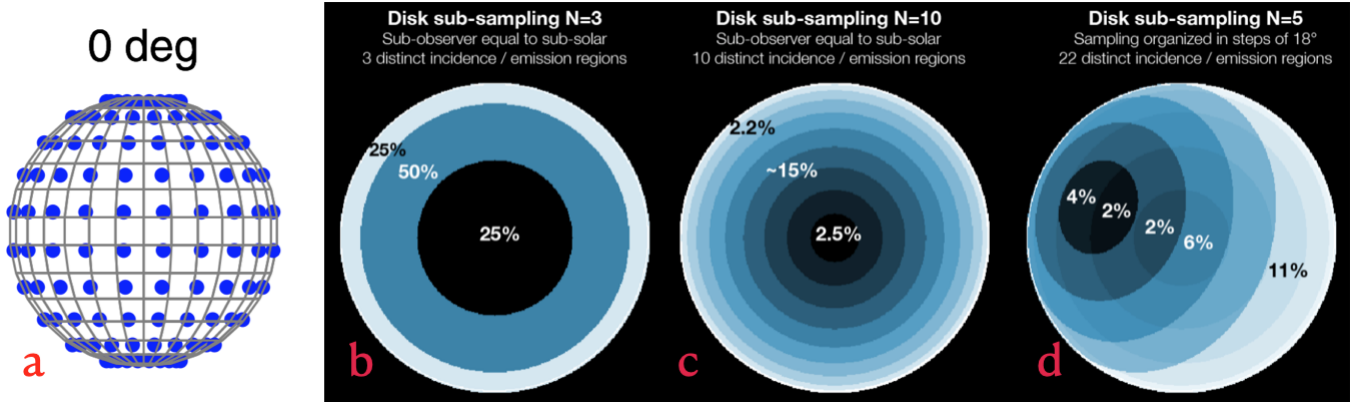 0 deg
a
Disk sub-sampling N=3
Sub-observer equal to sub-solar
3 distinct incidence / emission regions
25%
50%
25%
b
Disk sub-sampling N=10
Sub-observer equal to sub-solar
10 distinct incidence / emission regions
2.2%
~15%
2.5%
c
Disk sub-sampling N=5
Sampling organized in steps of 18°
22 distinct incidence / emission regions
4%
2%
2%
6%
11%
d